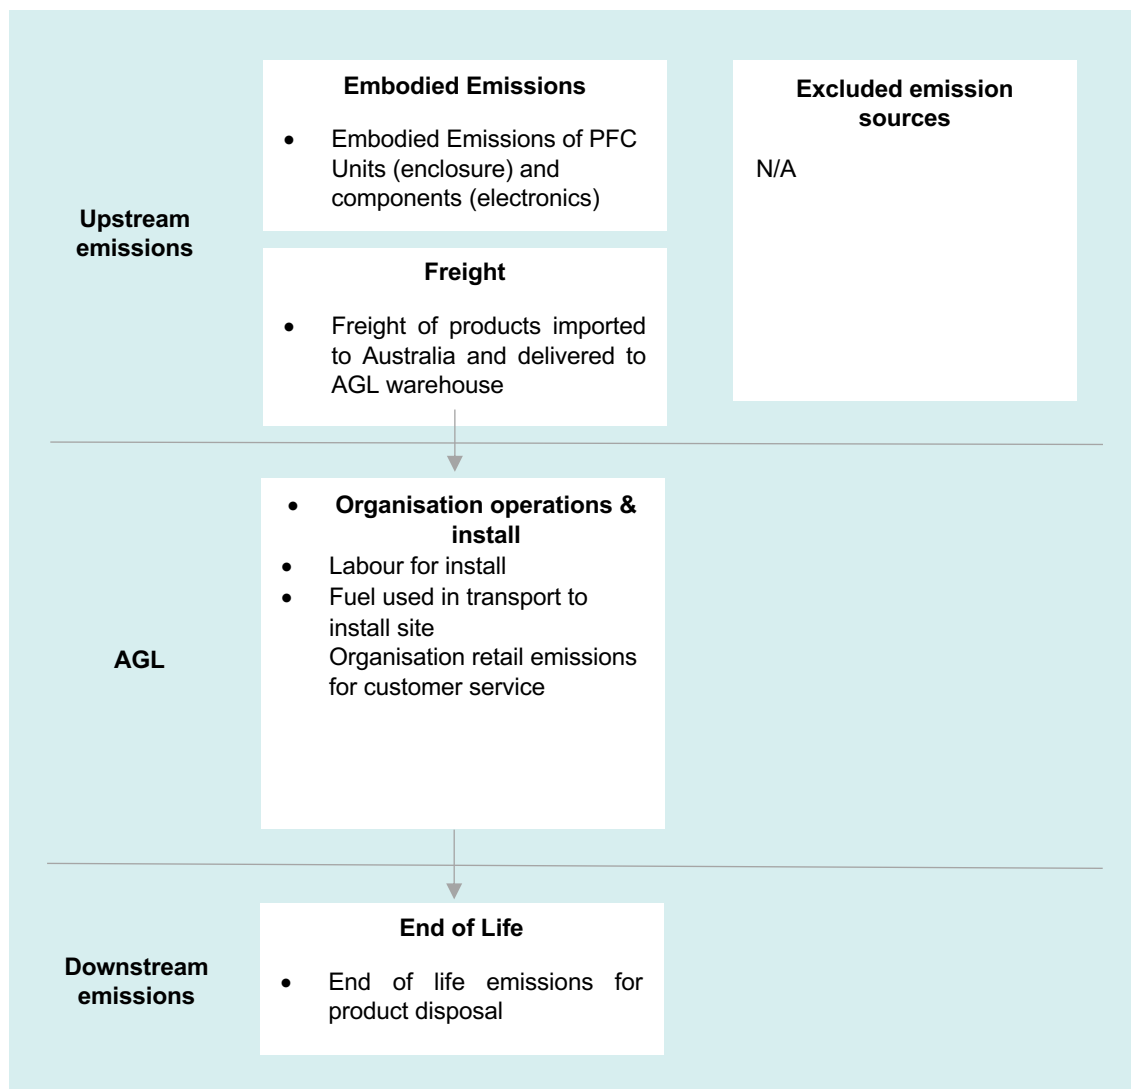 Embodied Emissions
• Embodied Emissions of PFC
Units (enclosure) and
components (electronics)
Excluded emission
sources
N/A
Upstream
emissions
Freight
• Freight of products imported
to Australia and delivered to
AGL warehouse
AGL
• Organisation operations &
install
• Labour for install
• Fuel used in transport to
install site
Organisation retail emissions
for customer service
Downstream
emissions
End of Life
• End of life emissions for
product disposal